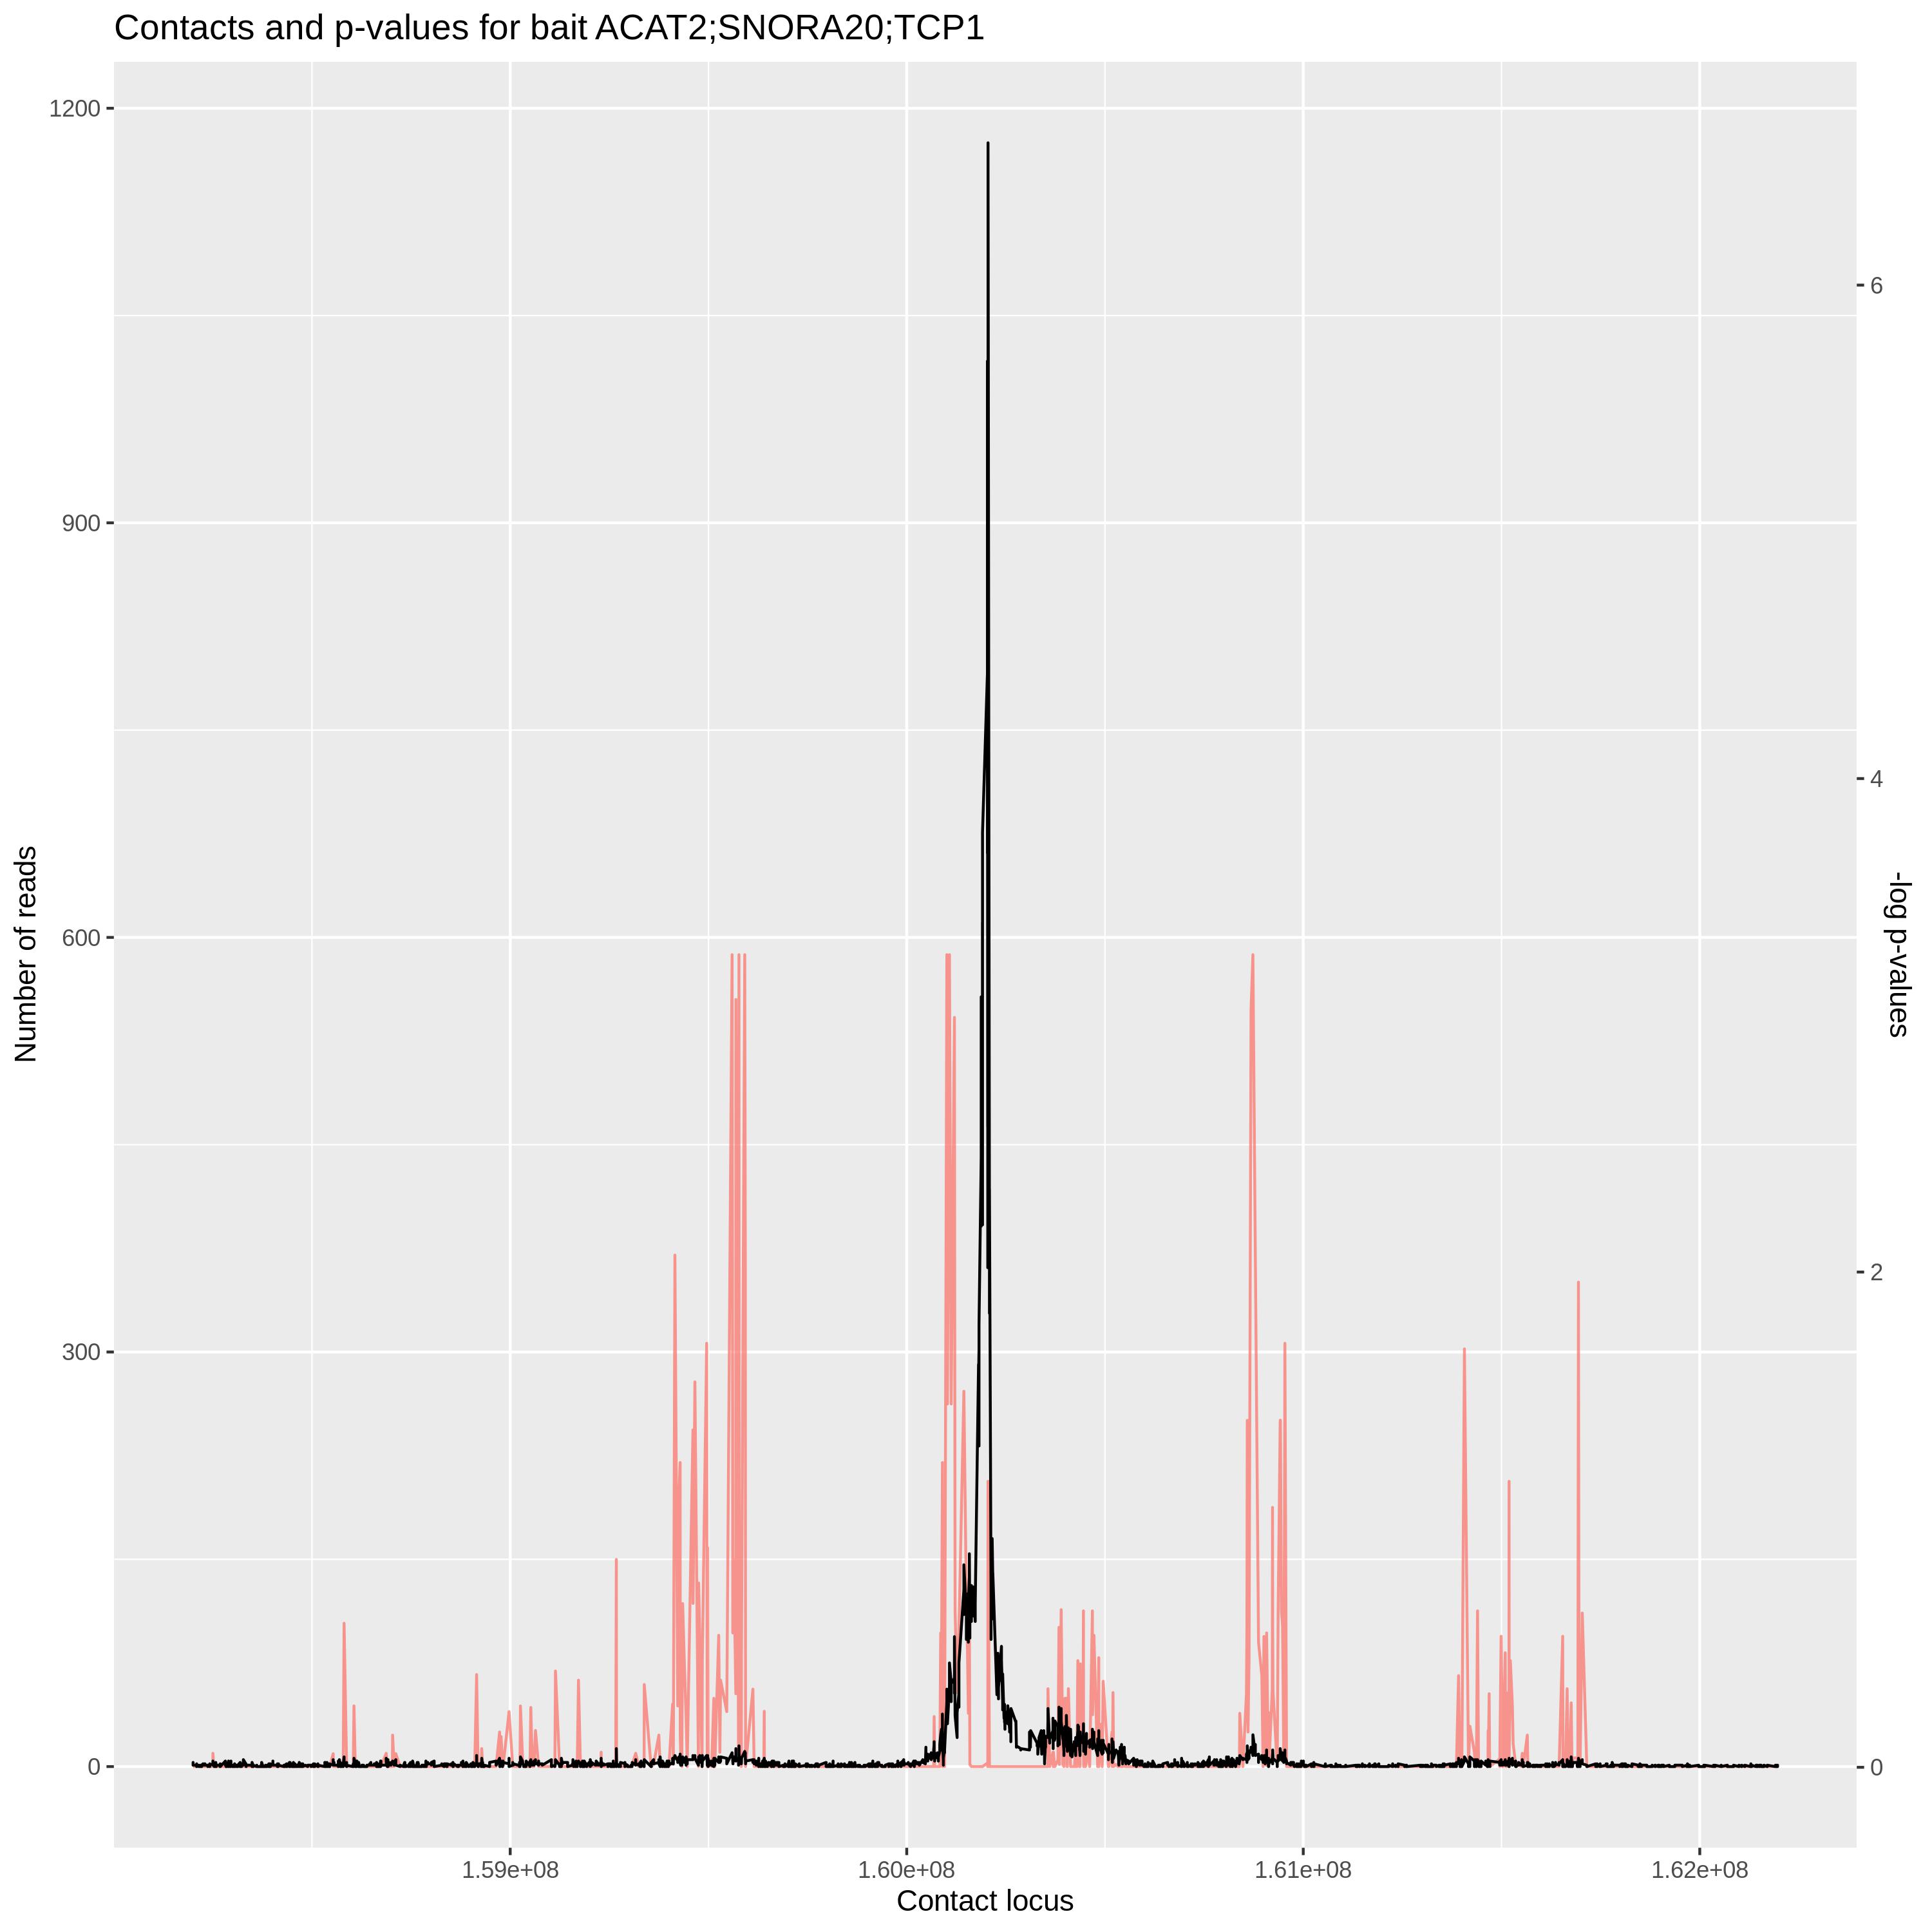 Contacts and p-values for bait ACAT2;SNORA20;TCP1
1200
900
600
300
0
Number of reads
6
4
2
0
-log p-values
1.59e+08
1.60e+08
1.61e+08
1.62e+08
Contact locus